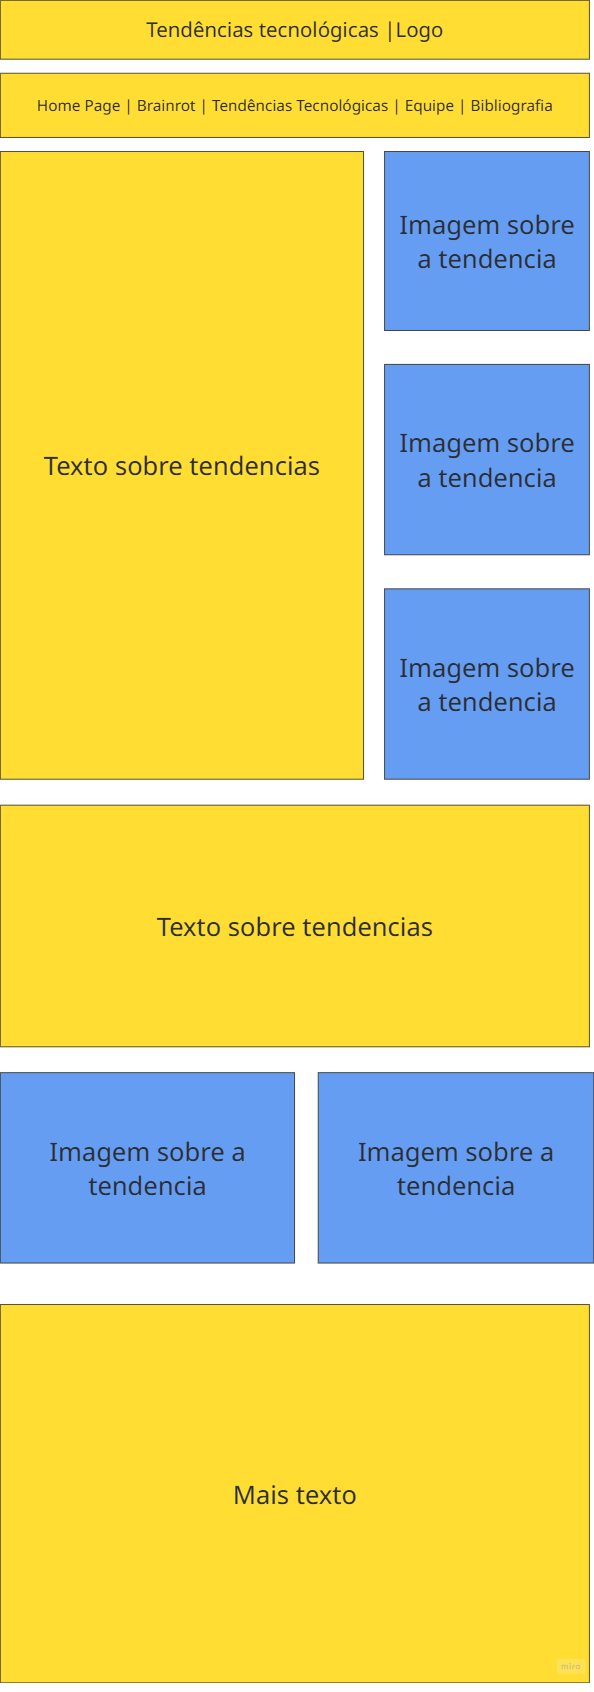 Tendências tecnológicas |Logo
Home Page | Brainrot | Tendências Tecnológicas | Equipe | Bibliografia
Texto sobre tendencias
Imagem sobre
a tendencia
Imagem sobre
a tendencia
Imagem sobre
a tendencia
Texto sobre tendencias
Imagem sobre a
tendencia
Imagem sobre a
tendencia
Mais texto
miro